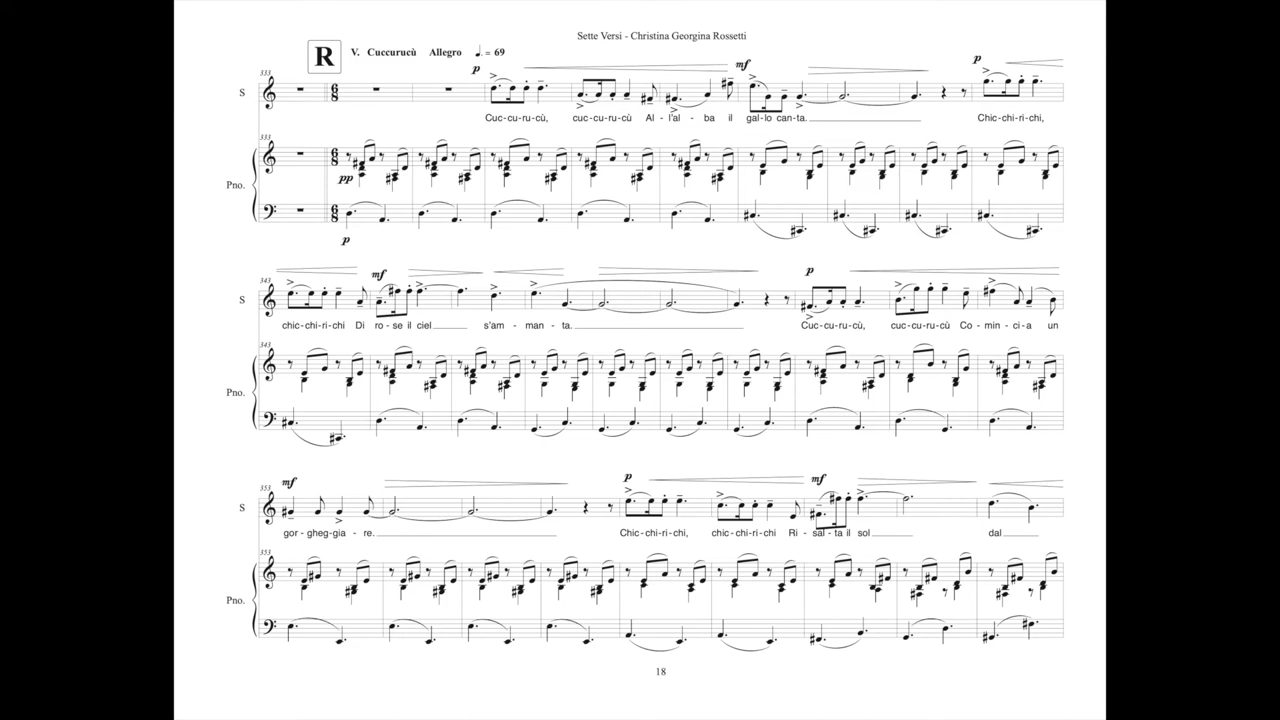 Sette Versi - Christina Georgina Rossetti
R V. Cuccurucù Allegro ♩. = 69
p mf p
333
S
Cuc-cu-ru-cù, cuc-cu-ru-cù Al-l'al-ba il gal-lo can-ta. Chic-chi-ri-chi,
333
Pno.
pp
p
mf p
343
S
chic-chi-ri-chi Di ro-se il ciel s'am-man-ta. Cuc-cu-ru-cù, cuc-cu-ru-cù Co-min-ci-a un
343
Pno.
mf p mf
353
S
gor-gheg-gia-re. Chic-chi-ri-chi, chic-chi-ri-chi Ri-sal-ta il sol dal
353
Pno.
18